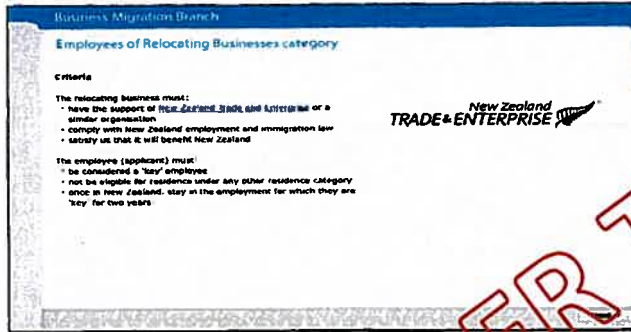 Business Migration Branch
Employees of Relocating Businesses category
Criteria
The relocating business must:
• have the support of New Zealand Trade and Enterprise or a
similar organisation
• comply with New Zealand employment and immigration law
• satisfy us that it will benefit New Zealand
New Zealand
TRADE & ENTERPRISE
The employee (applicant) must:
• be considered a 'key' employee
• not be eligible for residence under any other residence category
• once in New Zealand, stay in the employment for which they are
'key' for two years
ER T